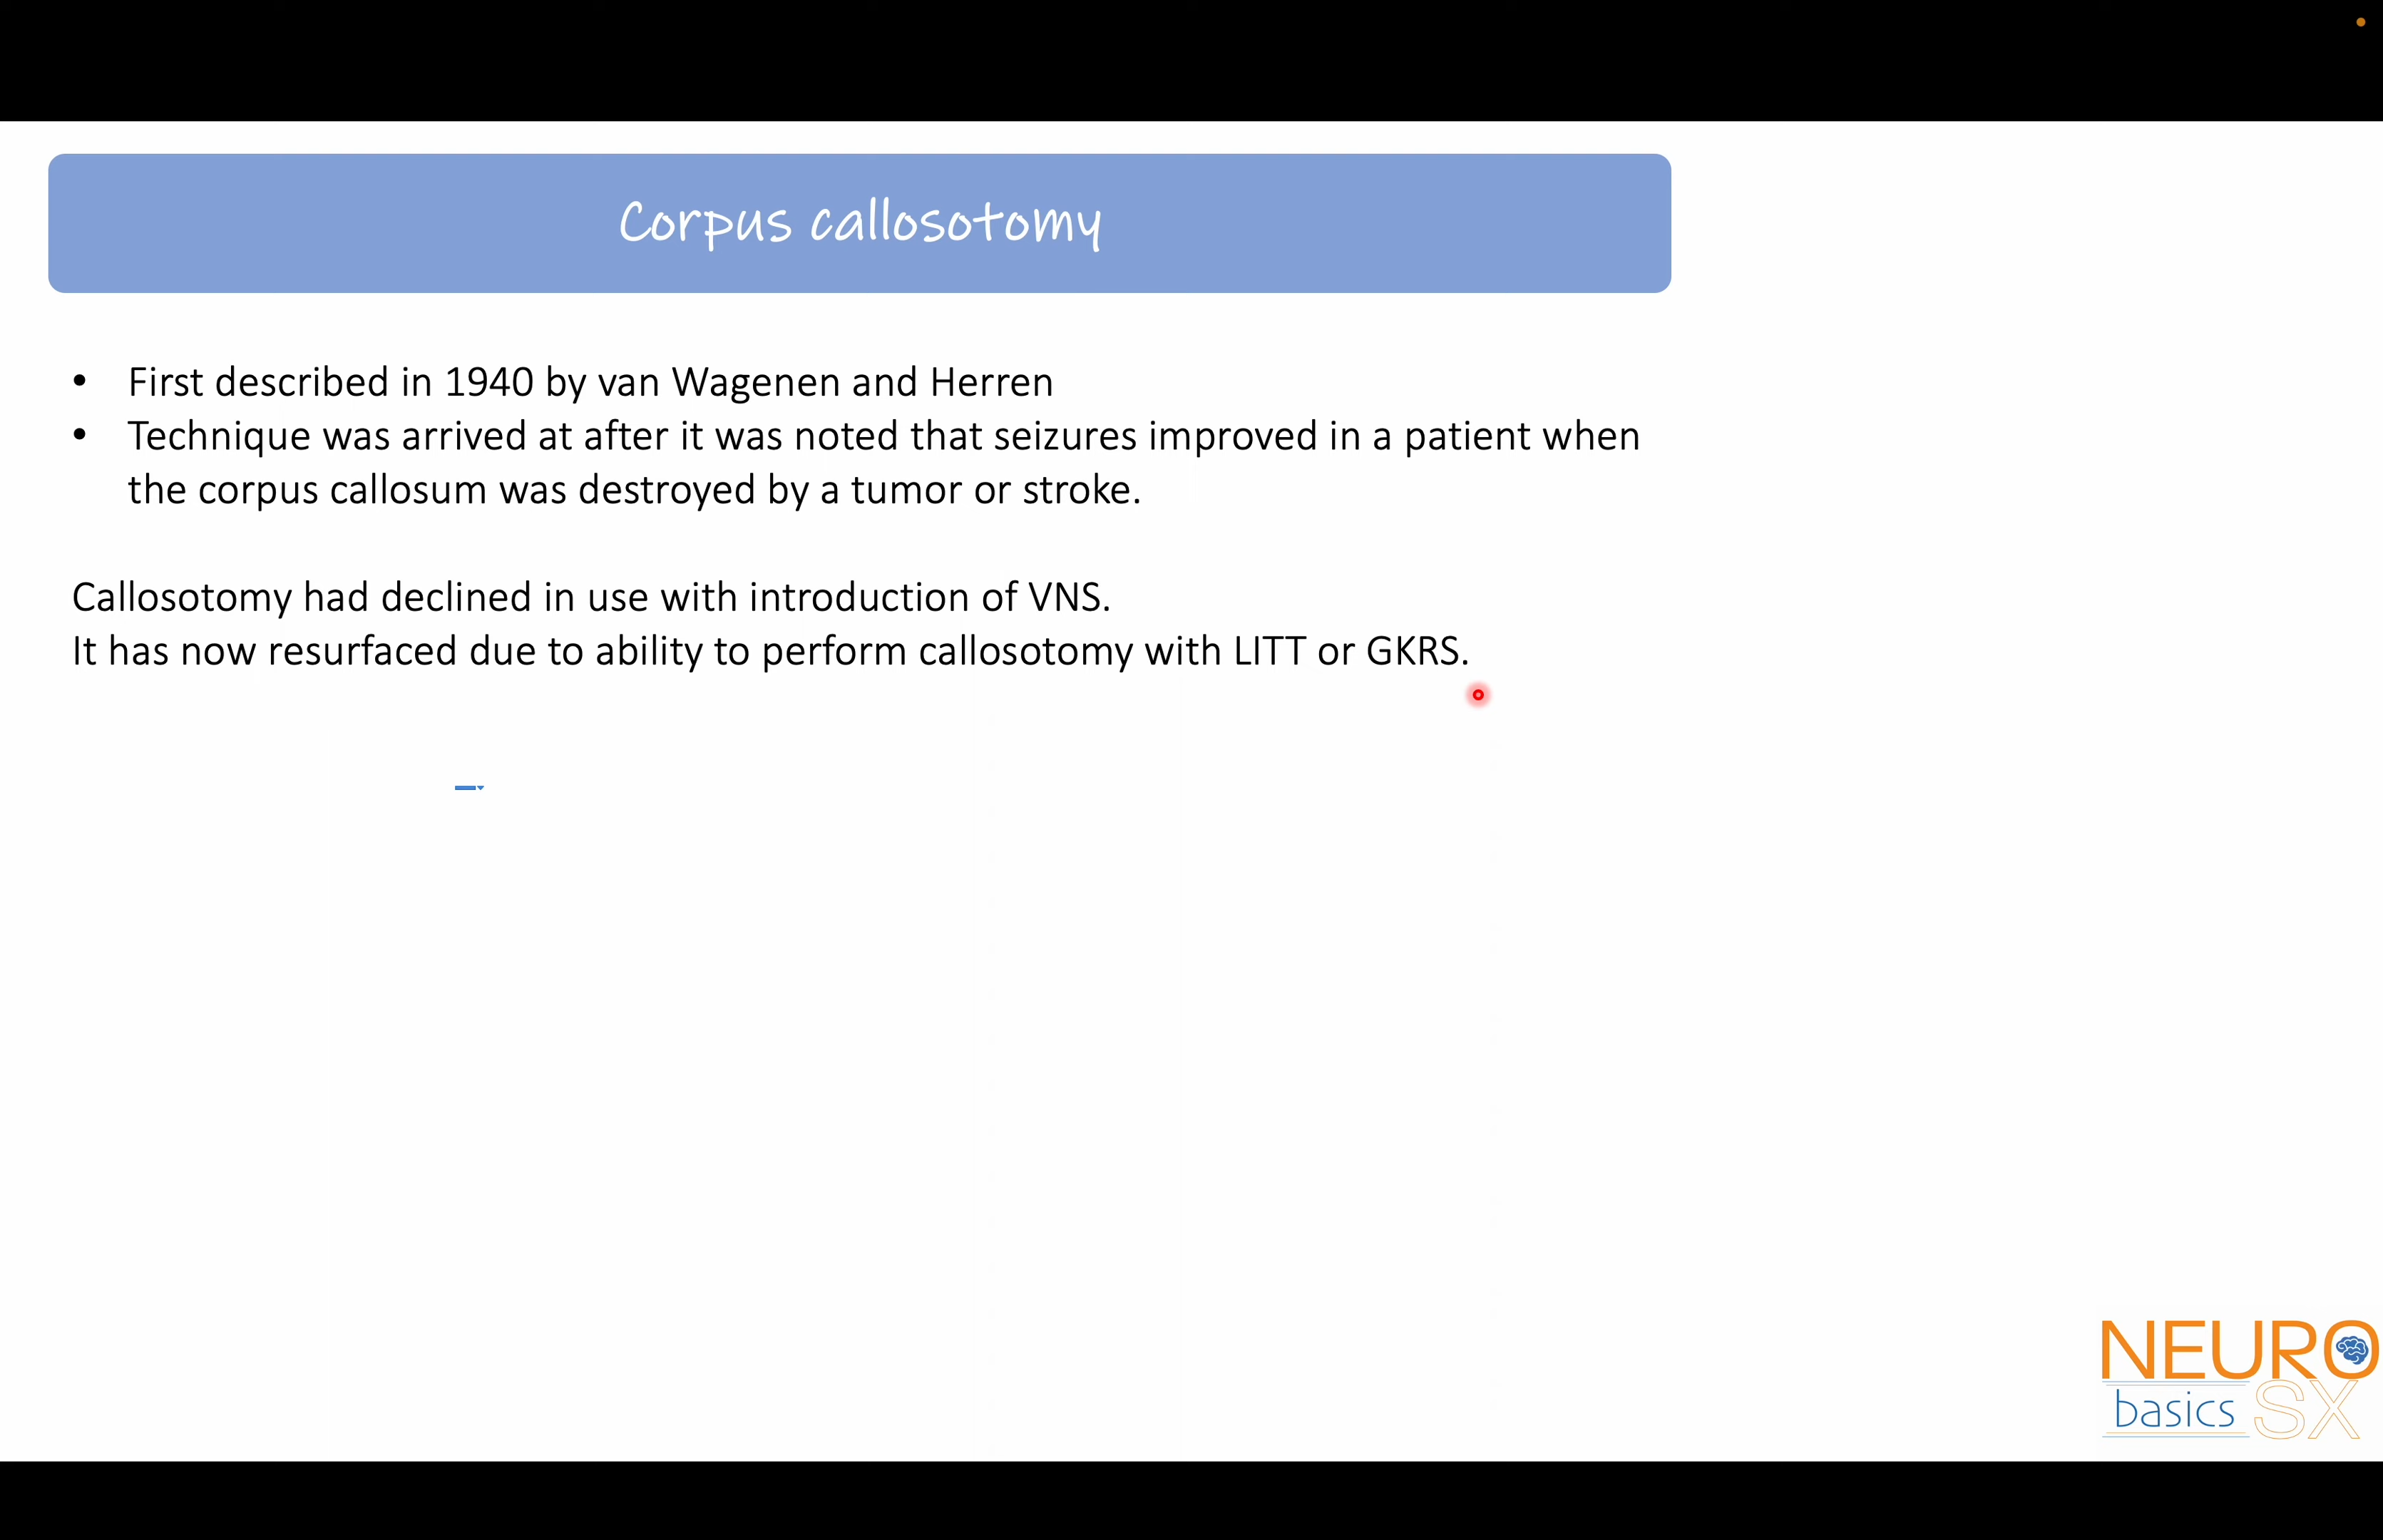 Corpus callosotomy
• First described in 1940 by van Wagenen and Herren
• Technique was arrived at after it was noted that seizures improved in a patient when
the corpus callosum was destroyed by a tumor or stroke.
Callosotomy had declined in use with introduction of VNS.
It has now resurfaced due to ability to perform callosotomy with LITT or GKRS.
NEURO
basics SX